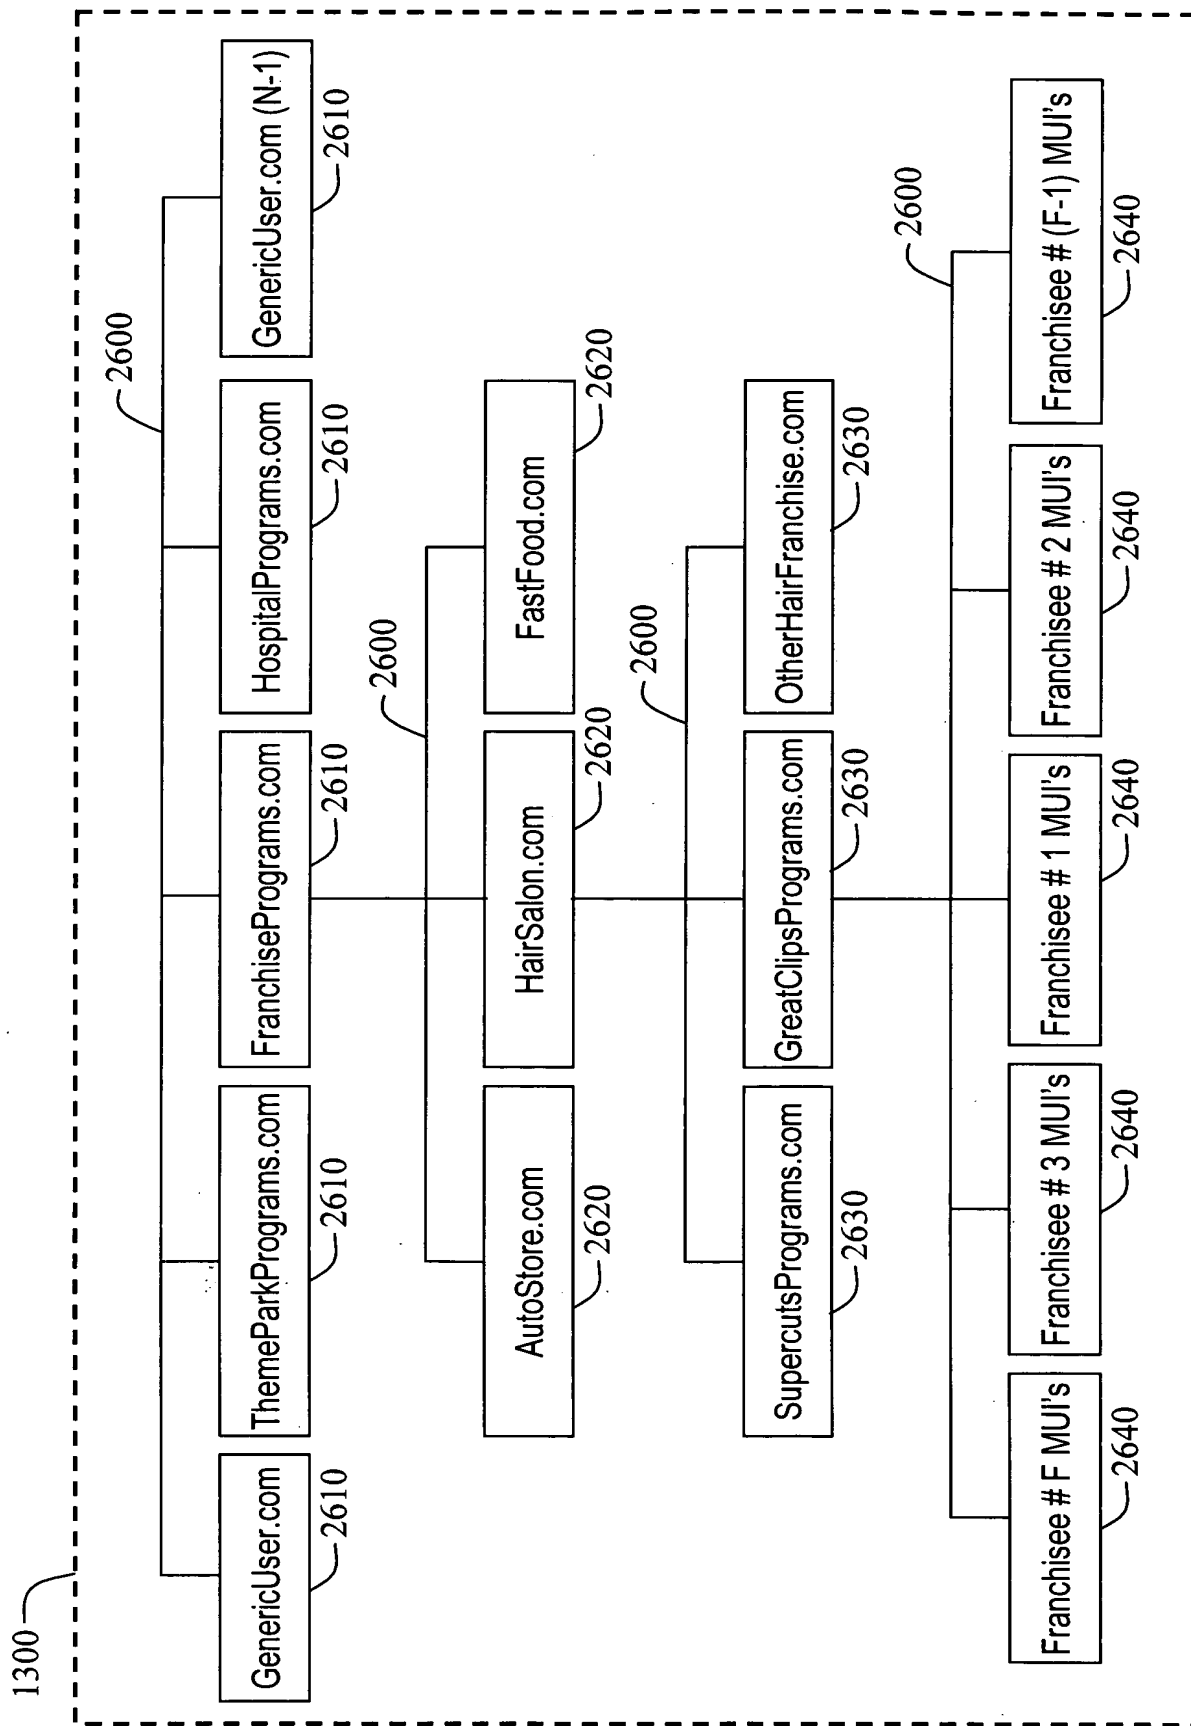 1300
2600
GenericUser.com
2610
ThemeParkPrograms.com
2610
FranchisePrograms.com
2610
HospitalPrograms.com
2610
GenericUser.com (N-1)
2610
2600
AutoStore.com
2620
HairSalon.com
2620
FastFood.com
2620
2600
SupercutsPrograms.com
2630
GreatClipsPrograms.com
2630
OtherHairFranchise.com
2630
2600
Franchisee # F MUI's
2640
Franchisee # 3 MUI's
2640
Franchisee # 1 MUI's
2640
Franchisee # 2 MUI's
2640
Franchisee # (F-1) MUI's
2640